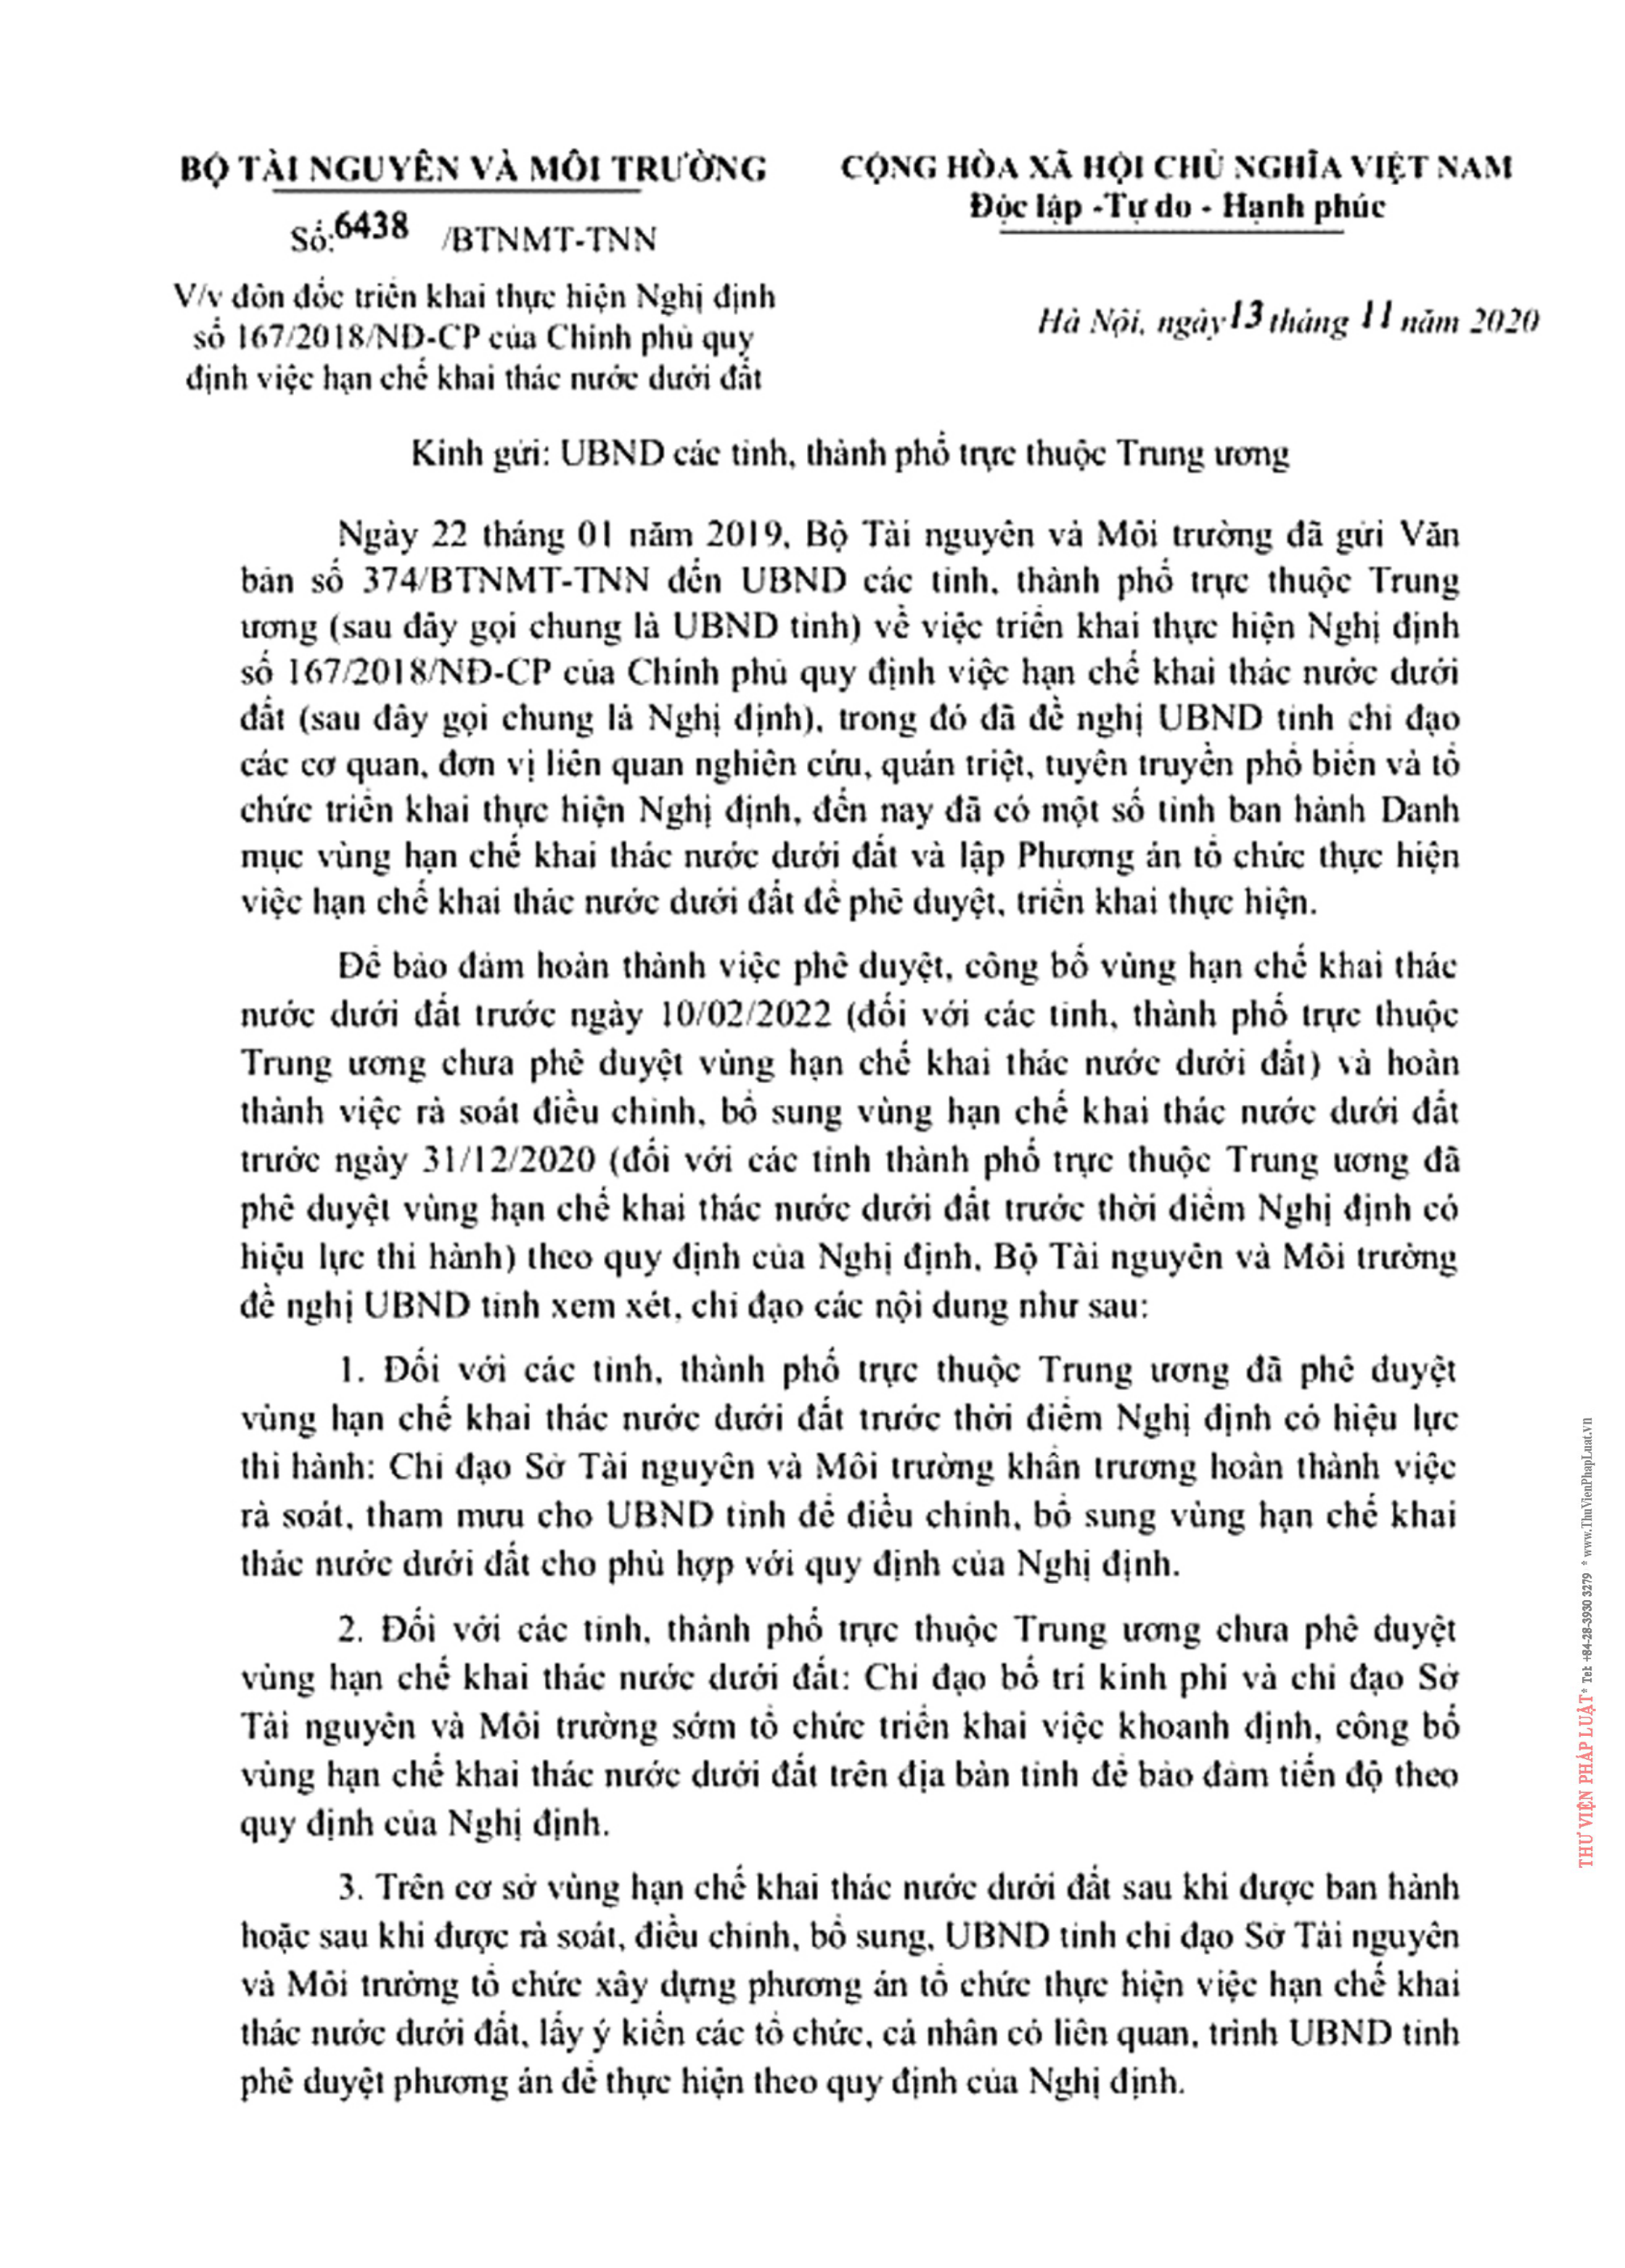 BỘ TÀI NGUYÊN VÀ MÔI TRƯỜNG
Số: 6438 /BTNMT-TNN
V/v đôn đốc triển khai thực hiện Nghị định
số 167/2018/NĐ-CP của Chính phủ quy
định việc hạn chế khai thác nước dưới đất
CỘNG HÒA XÃ HỘI CHỦ NGHĨA VIỆT NAM
Độc lập -Tự do - Hạnh phúc
Hà Nội, ngày 13 tháng 11 năm 2020
Kính gửi: UBND các tỉnh, thành phố trực thuộc Trung ương
Ngày 22 tháng 01 năm 2019, Bộ Tài nguyên và Môi trường đã gửi Văn
bản số 374/BTNMT-TNN đến UBND các tỉnh, thành phố trực thuộc Trung
ương (sau đây gọi chung là UBND tỉnh) về việc triển khai thực hiện Nghị định
số 167/2018/NĐ-CP của Chính phủ quy định việc hạn chế khai thác nước dưới
đất (sau đây gọi chung là Nghị định), trong đó đã đề nghị UBND tỉnh chỉ đạo
các cơ quan, đơn vị liên quan nghiên cứu, quán triệt, tuyên truyền phổ biến và tổ
chức triển khai thực hiện Nghị định, đến nay đã có một số tỉnh ban hành Danh
mục vùng hạn chế khai thác nước dưới đất và lập Phương án tổ chức thực hiện
việc hạn chế khai thác nước dưới đất để phê duyệt, triển khai thực hiện.
Để bảo đảm hoàn thành việc phê duyệt, công bố vùng hạn chế khai thác
nước dưới đất trước ngày 10/02/2022 (đối với các tỉnh, thành phố trực thuộc
Trung ương chưa phê duyệt vùng hạn chế khai thác nước dưới đất) và hoàn
thành việc rà soát điều chỉnh, bổ sung vùng hạn chế khai thác nước dưới đất
trước ngày 31/12/2020 (đối với các tỉnh thành phố trực thuộc Trung ương đã
phê duyệt vùng hạn chế khai thác nước dưới đất trước thời điểm Nghị định có
hiệu lực thi hành) theo quy định của Nghị định, Bộ Tài nguyên và Môi trường
đề nghị UBND tỉnh xem xét, chỉ đạo các nội dung như sau:
1. Đối với các tỉnh, thành phố trực thuộc Trung ương đã phê duyệt
vùng hạn chế khai thác nước dưới đất trước thời điểm Nghị định có hiệu lực
thi hành: Chỉ đạo Sở Tài nguyên và Môi trường khẩn trương hoàn thành việc
rà soát, tham mưu cho UBND tỉnh để điều chỉnh, bổ sung vùng hạn chế khai
thác nước dưới đất cho phù hợp với quy định của Nghị định.
2. Đối với các tỉnh, thành phố trực thuộc Trung ương chưa phê duyệt
vùng hạn chế khai thác nước dưới đất: Chỉ đạo bố trí kinh phí và chỉ đạo Sở
Tài nguyên và Môi trường sớm tổ chức triển khai việc khoanh định, công bố
vùng hạn chế khai thác nước dưới đất trên địa bàn tỉnh để bảo đảm tiến độ theo
quy định của Nghị định.
3. Trên cơ sở vùng hạn chế khai thác nước dưới đất sau khi được ban hành
hoặc sau khi được rà soát, điều chỉnh, bổ sung, UBND tỉnh chỉ đạo Sở Tài nguyên
và Môi trường tổ chức xây dựng phương án tổ chức thực hiện việc hạn chế khai
thác nước dưới đất, lấy ý kiến các tổ chức, cá nhân có liên quan, trình UBND tỉnh
phê duyệt phương án để thực hiện theo quy định của Nghị định.
THƯ VIỆN PHÁP LUẬT * Tel: +84-28-3930 3279 * www.ThuVienPhapLuat.vn